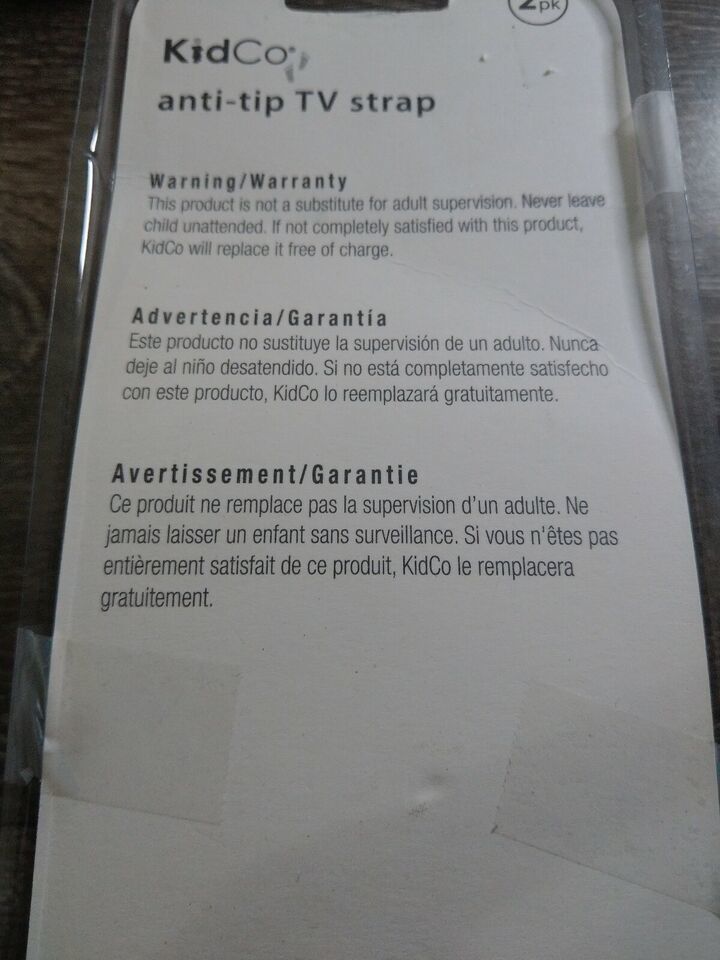 2pk
KidCo
anti-tip TV strap
Warning/Warranty
This product is not a substitute for adult supervision. Never leave
child unattended. If not completely satisfied with this product,
KidCo will replace it free of charge.
Advertencia/Garantía
Este producto no sustituye la supervisión de un adulto. Nunca
deje al niño desatendido. Si no está completamente satisfecho
con este producto, KidCo lo reemplazará gratuitamente.
Avertissement/Garantie
Ce produit ne remplace pas la supervision d'un adulte. Ne
jamais laisser un enfant sans surveillance. Si vous n'êtes pas
entièrement satisfait de ce produit, KidCo le remplacera
gratuitement.